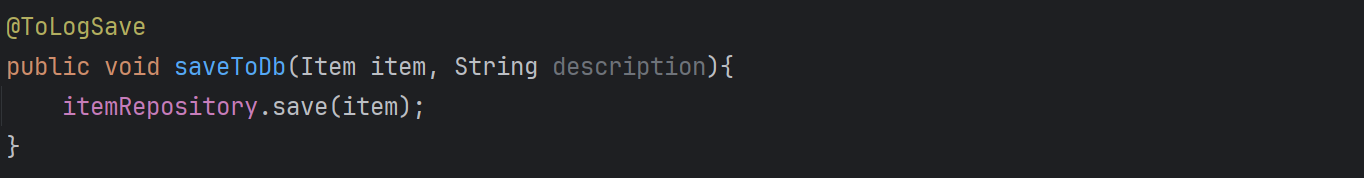 @ToLogSave
public void saveToDb(Item item, String description){
    itemRepository.save(item);
}